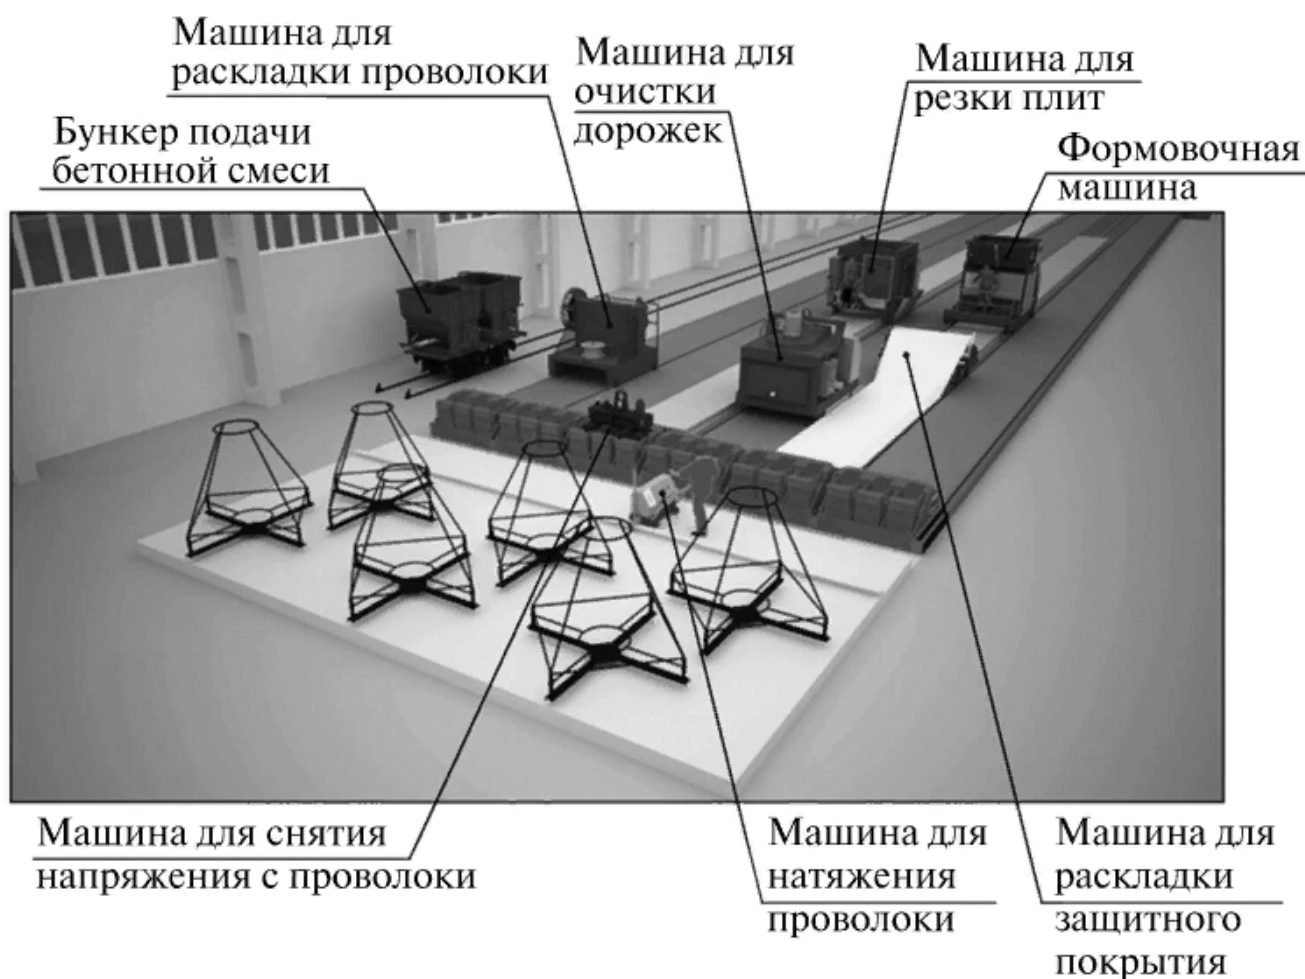 Машина для
раскладки проволоки
Машина для
очистки
дорожек
Машина для
резки плит
Бункер подачи
бетонной смеси
Формовочная
машина
Машина для снятия
напряжения с проволоки
Машина для
натяжения
проволоки
Машина для
раскладки
защитного
покрытия